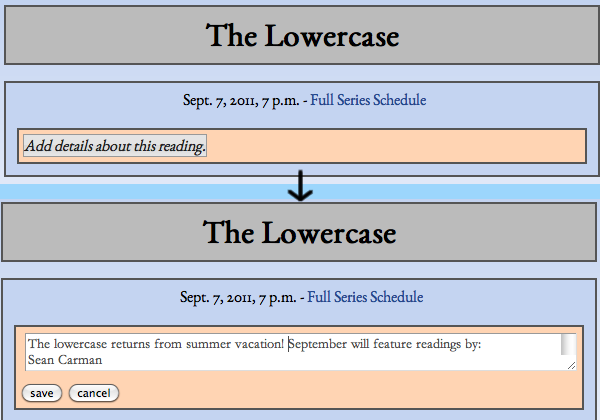 The Lowercase
Sept. 7, 2011, 7 p.m. - Full Series Schedule
Add details about this reading.
The Lowercase
Sept. 7, 2011, 7 p.m. - Full Series Schedule
The lowercase returns from summer vacation! September will feature readings by:
Sean Carman
save cancel